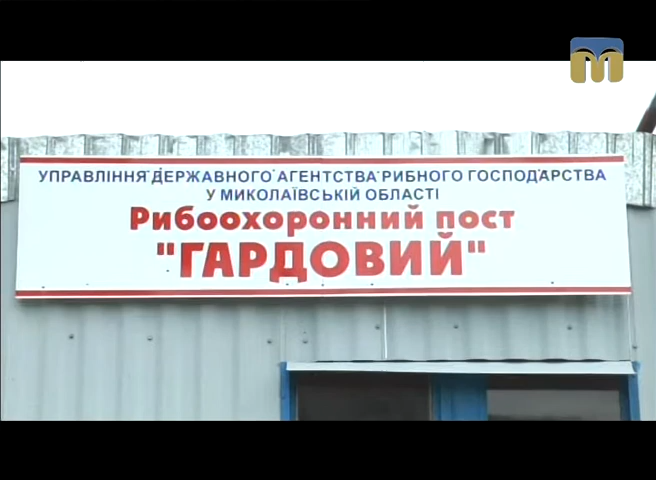 УПРАВЛІННЯ ДЕРЖАВНОГО АГЕНТСТВА РИБНОГО ГОСПОДАРСТВА
У МИКОЛАЇВСЬКІЙ ОБЛАСТІ
Рибоохоронний пост
"ГАРДОВИЙ"